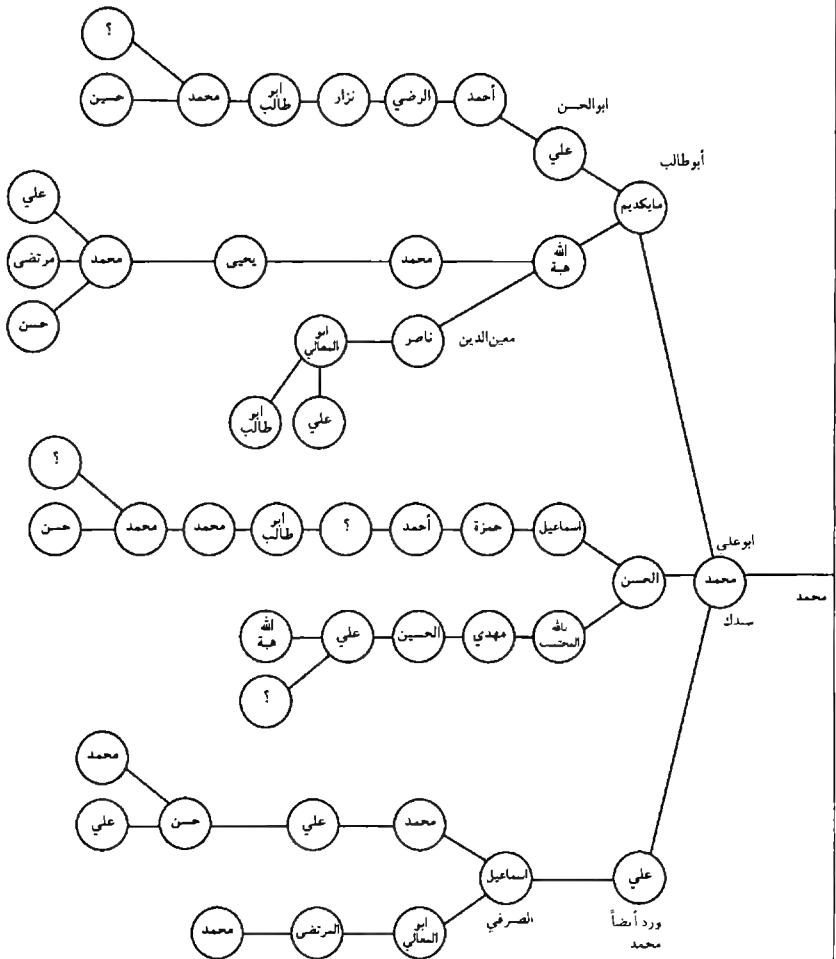 ؟
حسين
محمد
ابو
طالب
نزار
الرضي
أحمد
ابوالحسن
علي
أبوطالب
مايكديم
علي
مرتضى
حسن
محمد
يحيى
محمد
الله
هبة
معين الدين
ناصر
ابو
المعالي
ابو
طالب
علي
؟
حسن
محمد
محمد
ابو
طالب
؟
أحمد
حمزة
اسماعيل
الحسن
ابوعلي
محمد
سدك
محمد
الله
هبة
؟
علي
الحسين
مهدي
بالله
المحتسب
محمد
علي
حسن
علي
محمد
اسماعيل
الصرفي
علي
ورد أيضاً
محمد
محمد
المرتضى
ابو
المعالي